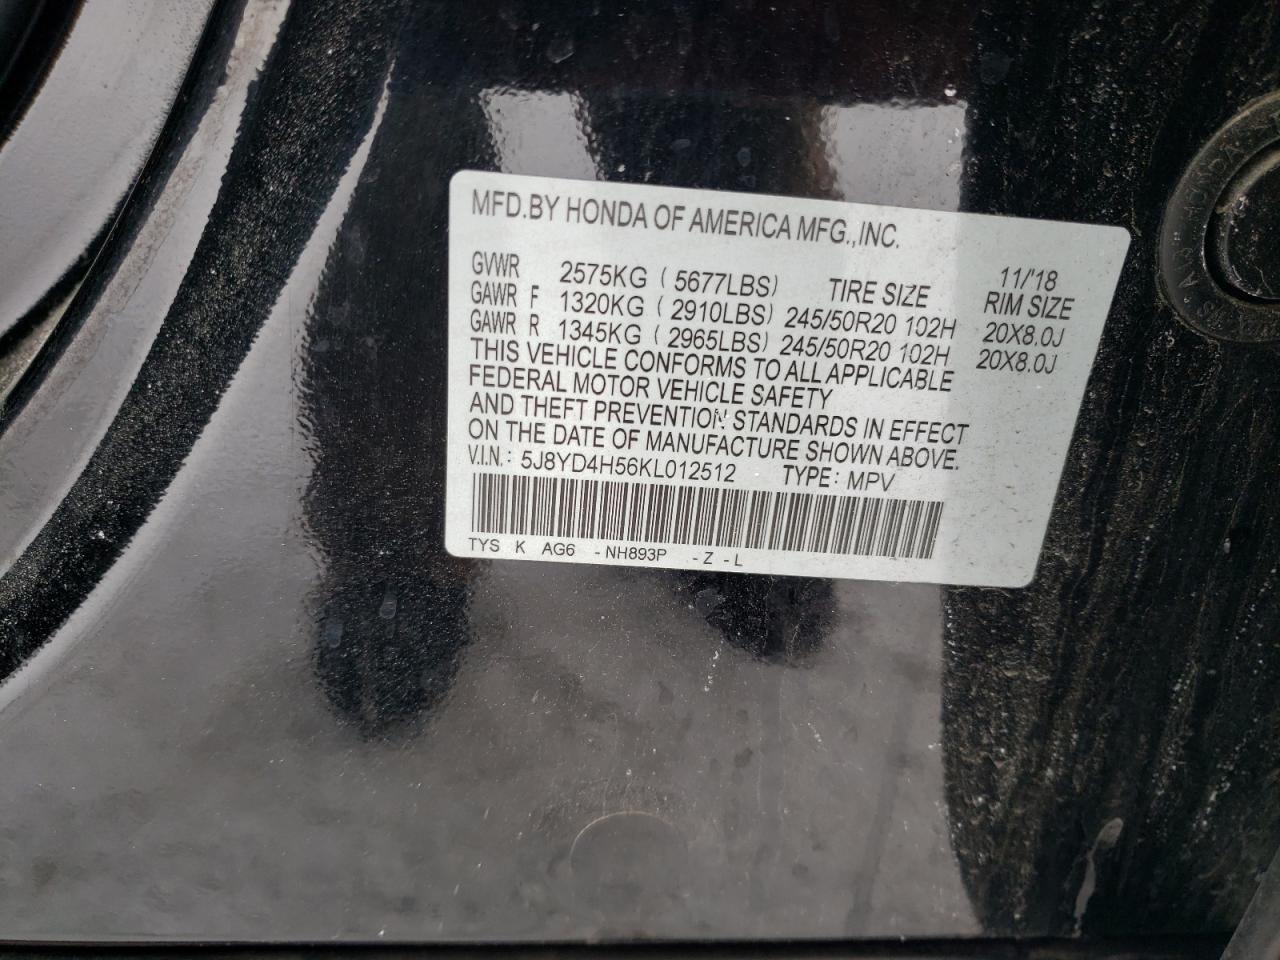 MFD.BY HONDA OF AMERICA MFG.,INC.
11/'18
GVWR 2575KG ( 5677LBS) TIRE SIZE RIM SIZE
GAWR F 1320KG ( 2910LBS) 245/50R20 102H 20X8.0J
GAWR R 1345KG ( 2965LBS) 245/50R20 102H 20X8.0J
THIS VEHICLE CONFORMS TO ALL APPLICABLE
FEDERAL MOTOR VEHICLE SAFETY
AND THEFT PREVENTION STANDARDS IN EFFECT
ON THE DATE OF MANUFACTURE SHOWN ABOVE.
V.I.N.: 5J8YD4H56KL012512 TYPE: MPV
TYS K AG6 -NH893P -Z -L
HONDA